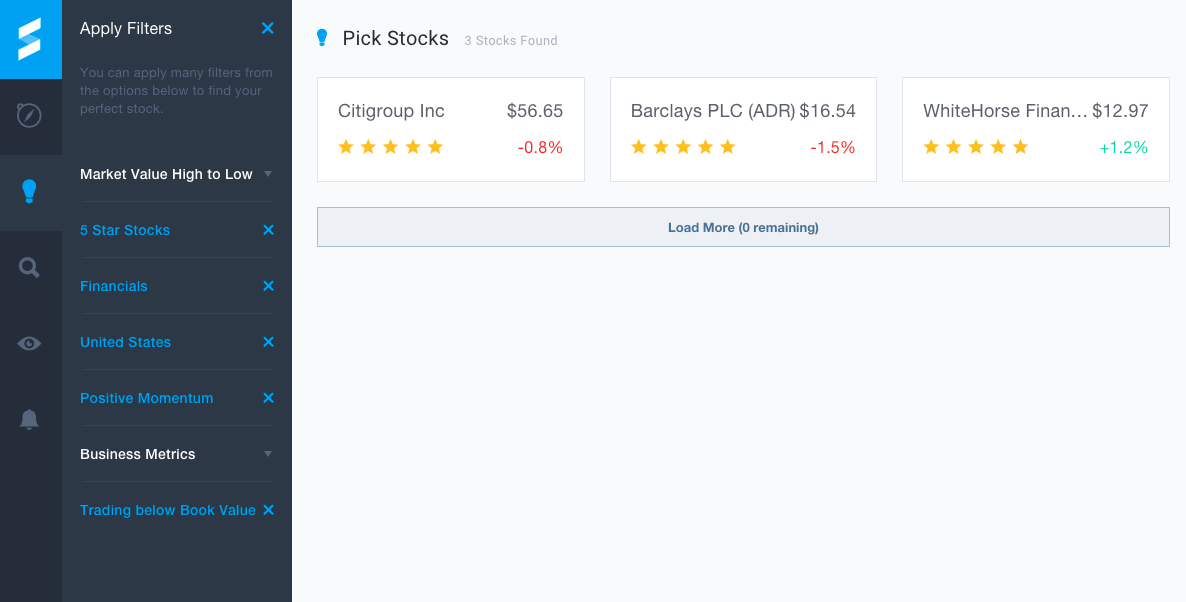 Apply Filters
You can apply many filters from
the options below to find your
perfect stock.
Market Value High to Low
5 Star Stocks
Financials
United States
Positive Momentum
Business Metrics
Trading below Book Value
Pick Stocks 3 Stocks Found
Citigroup Inc $56.65
-0.8%
Barclays PLC (ADR) $16.54
-1.5%
WhiteHorse Finan... $12.97
+1.2%
Load More (0 remaining)